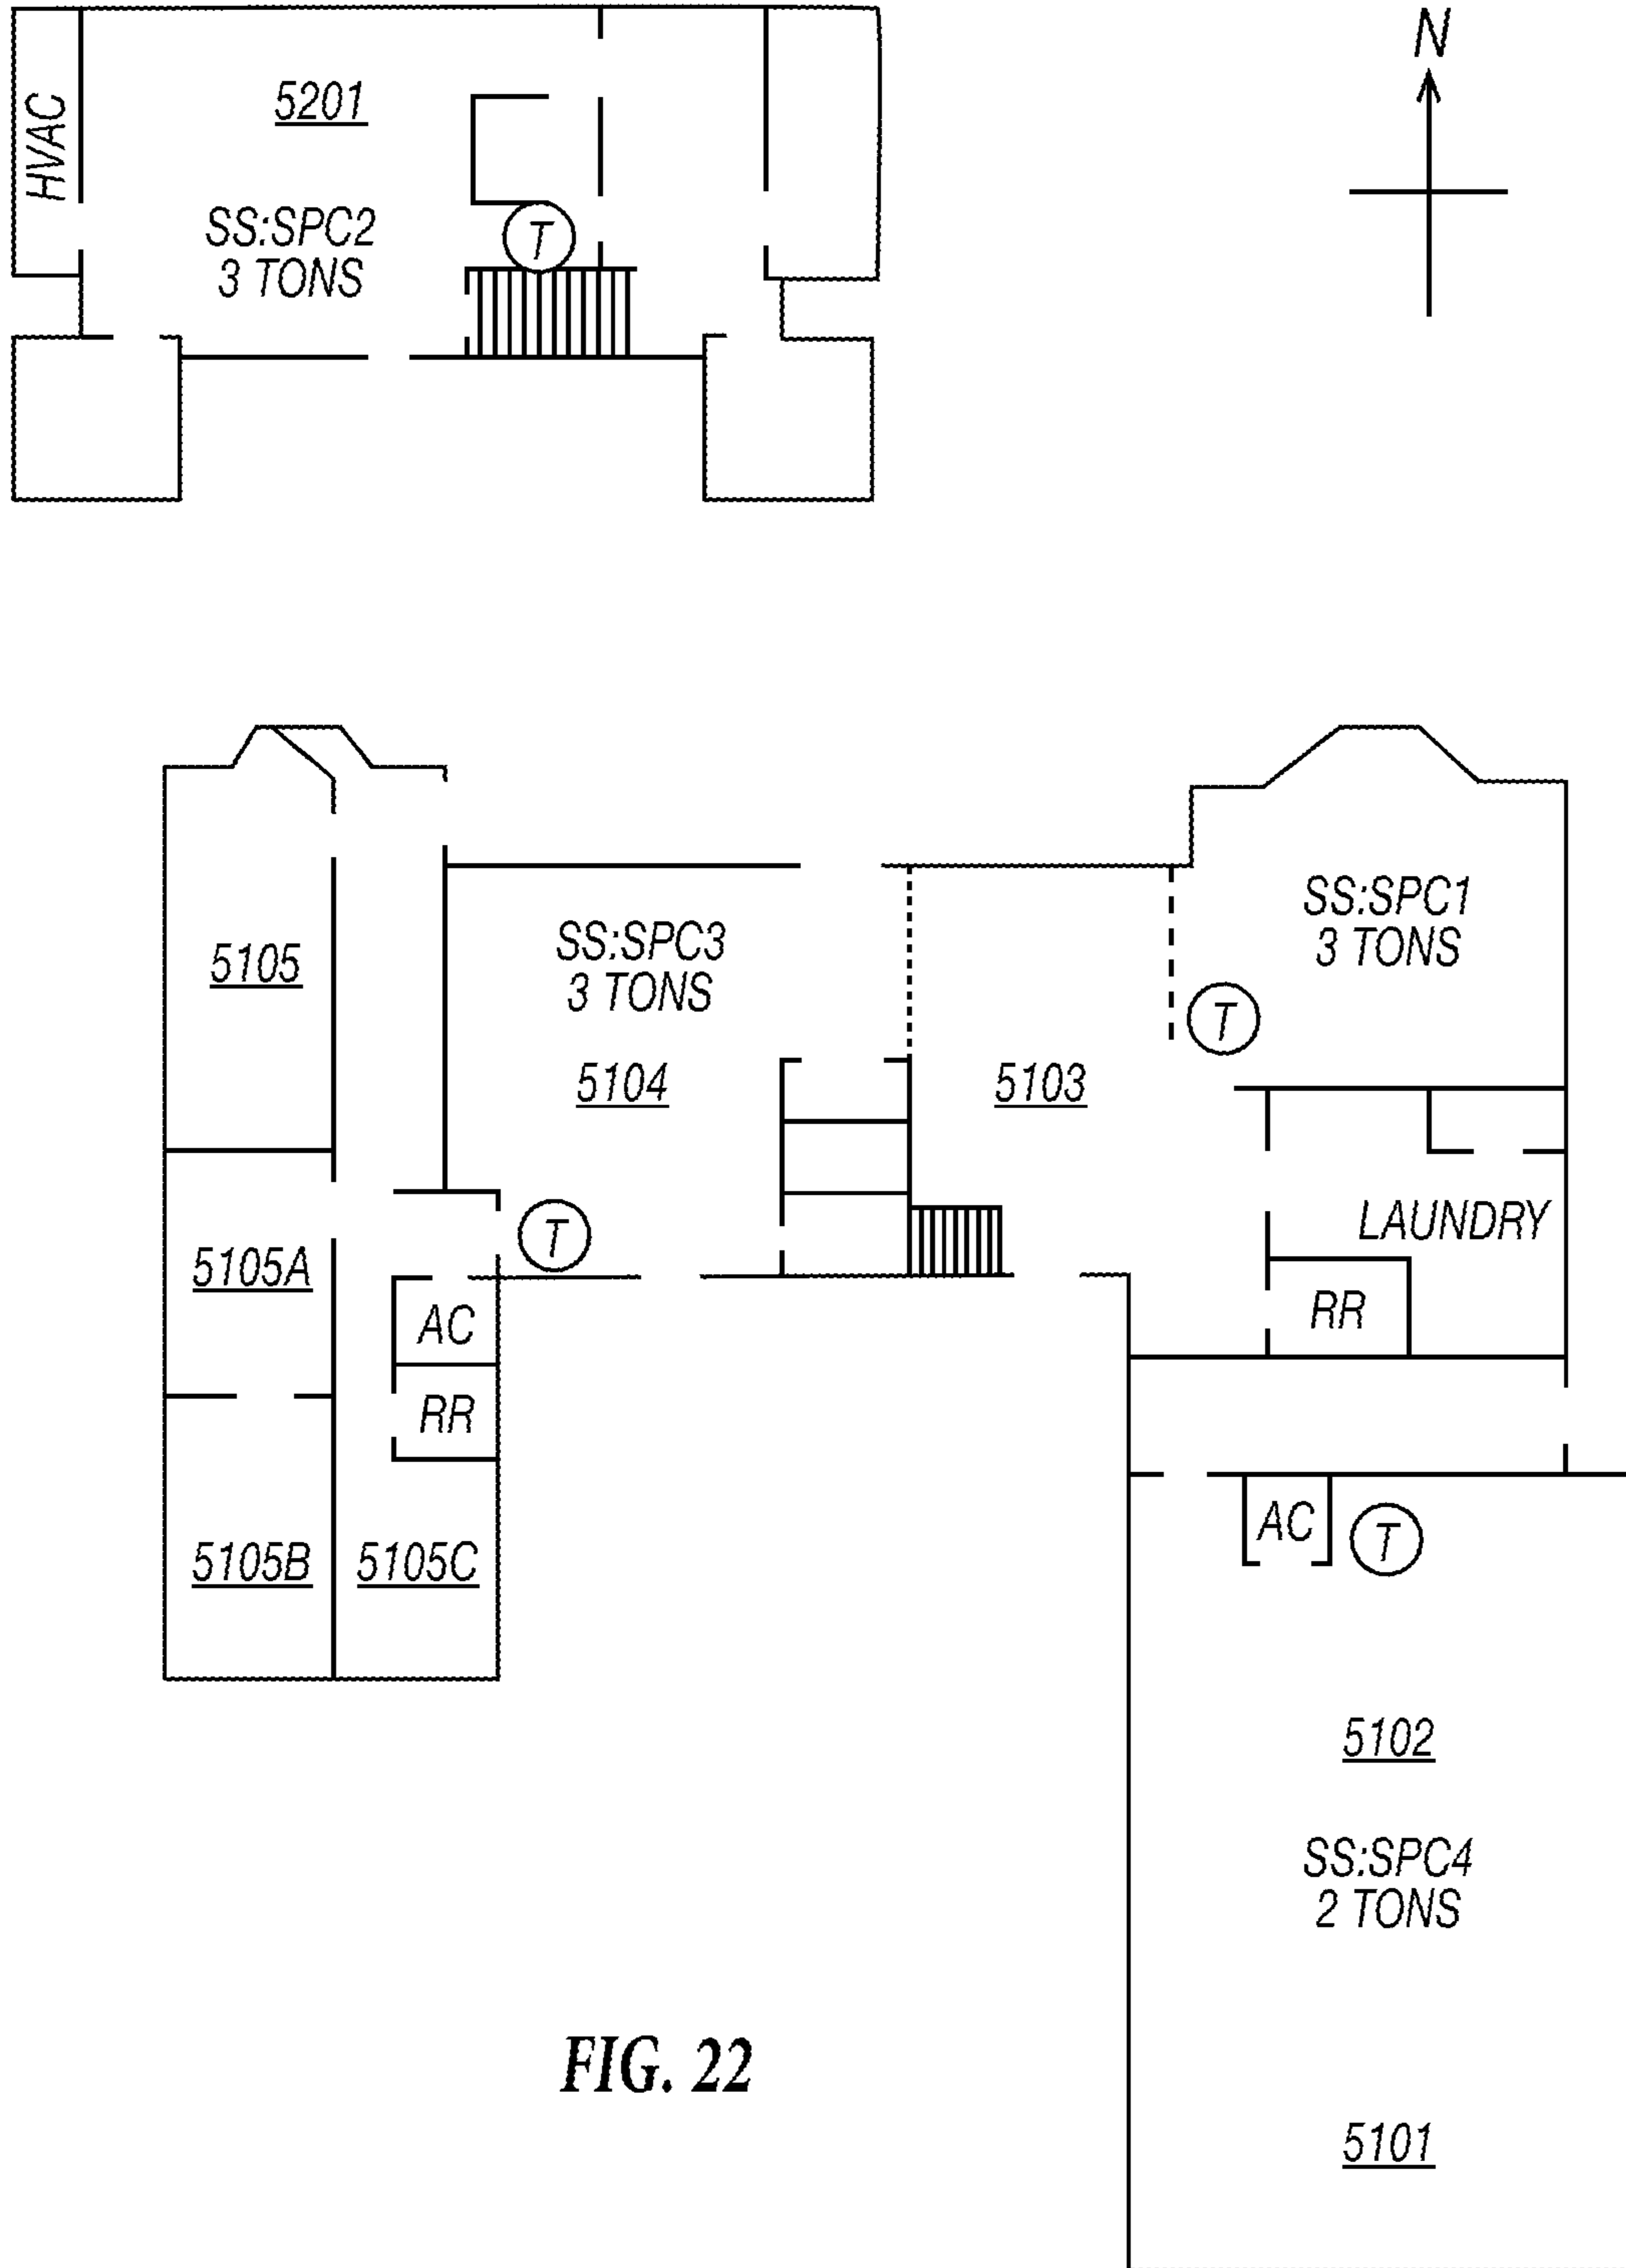 N
HVAC
5201
SS:SPC2
3 TONS
T
SS:SPC3
3 TONS
SS:SPC1
3 TONS
5105
T
5104
5103
LAUNDRY
T
5105A
AC
RR
RR
AC
T
5105B
5105C
5102
SS:SPC4
2 TONS
FIG. 22
5101